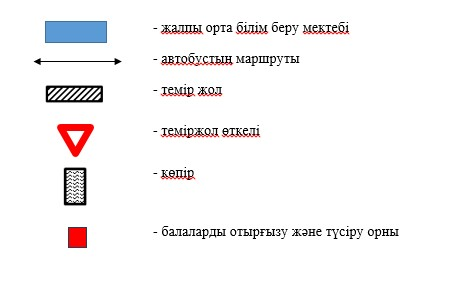 - жалпы орта білім беру мектебі
- автобустың маршруты
- темір жол
- теміржол өткелі
- көпір
- балаларды отырғызу және түсіру орны